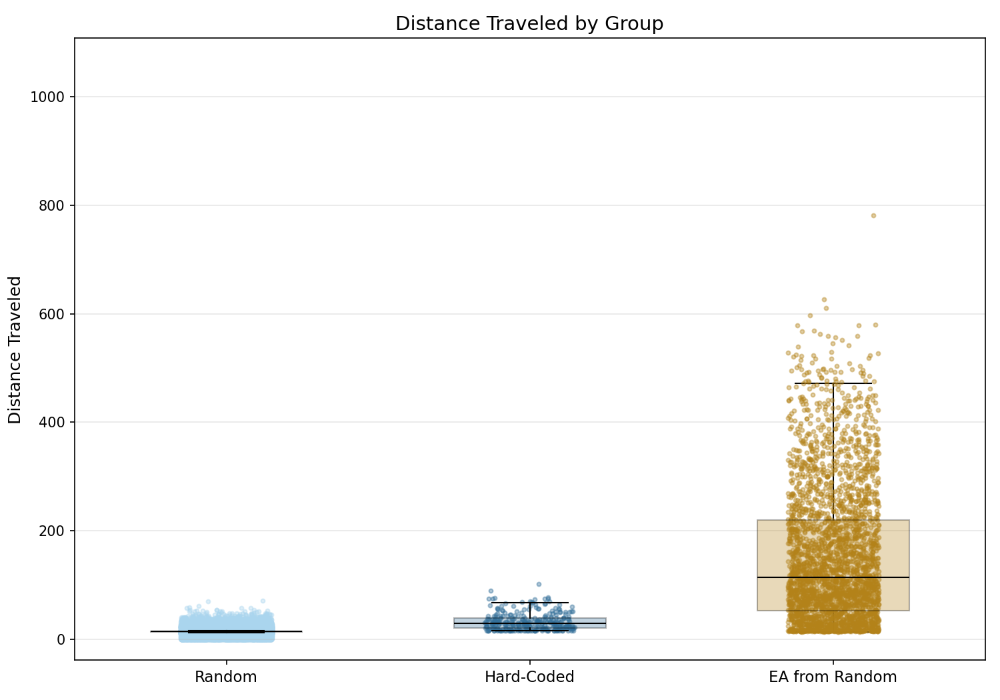 Distance Traveled by Group
Distance Traveled
1000
800
600
400
200
0
Random
Hard-Coded
EA from Random